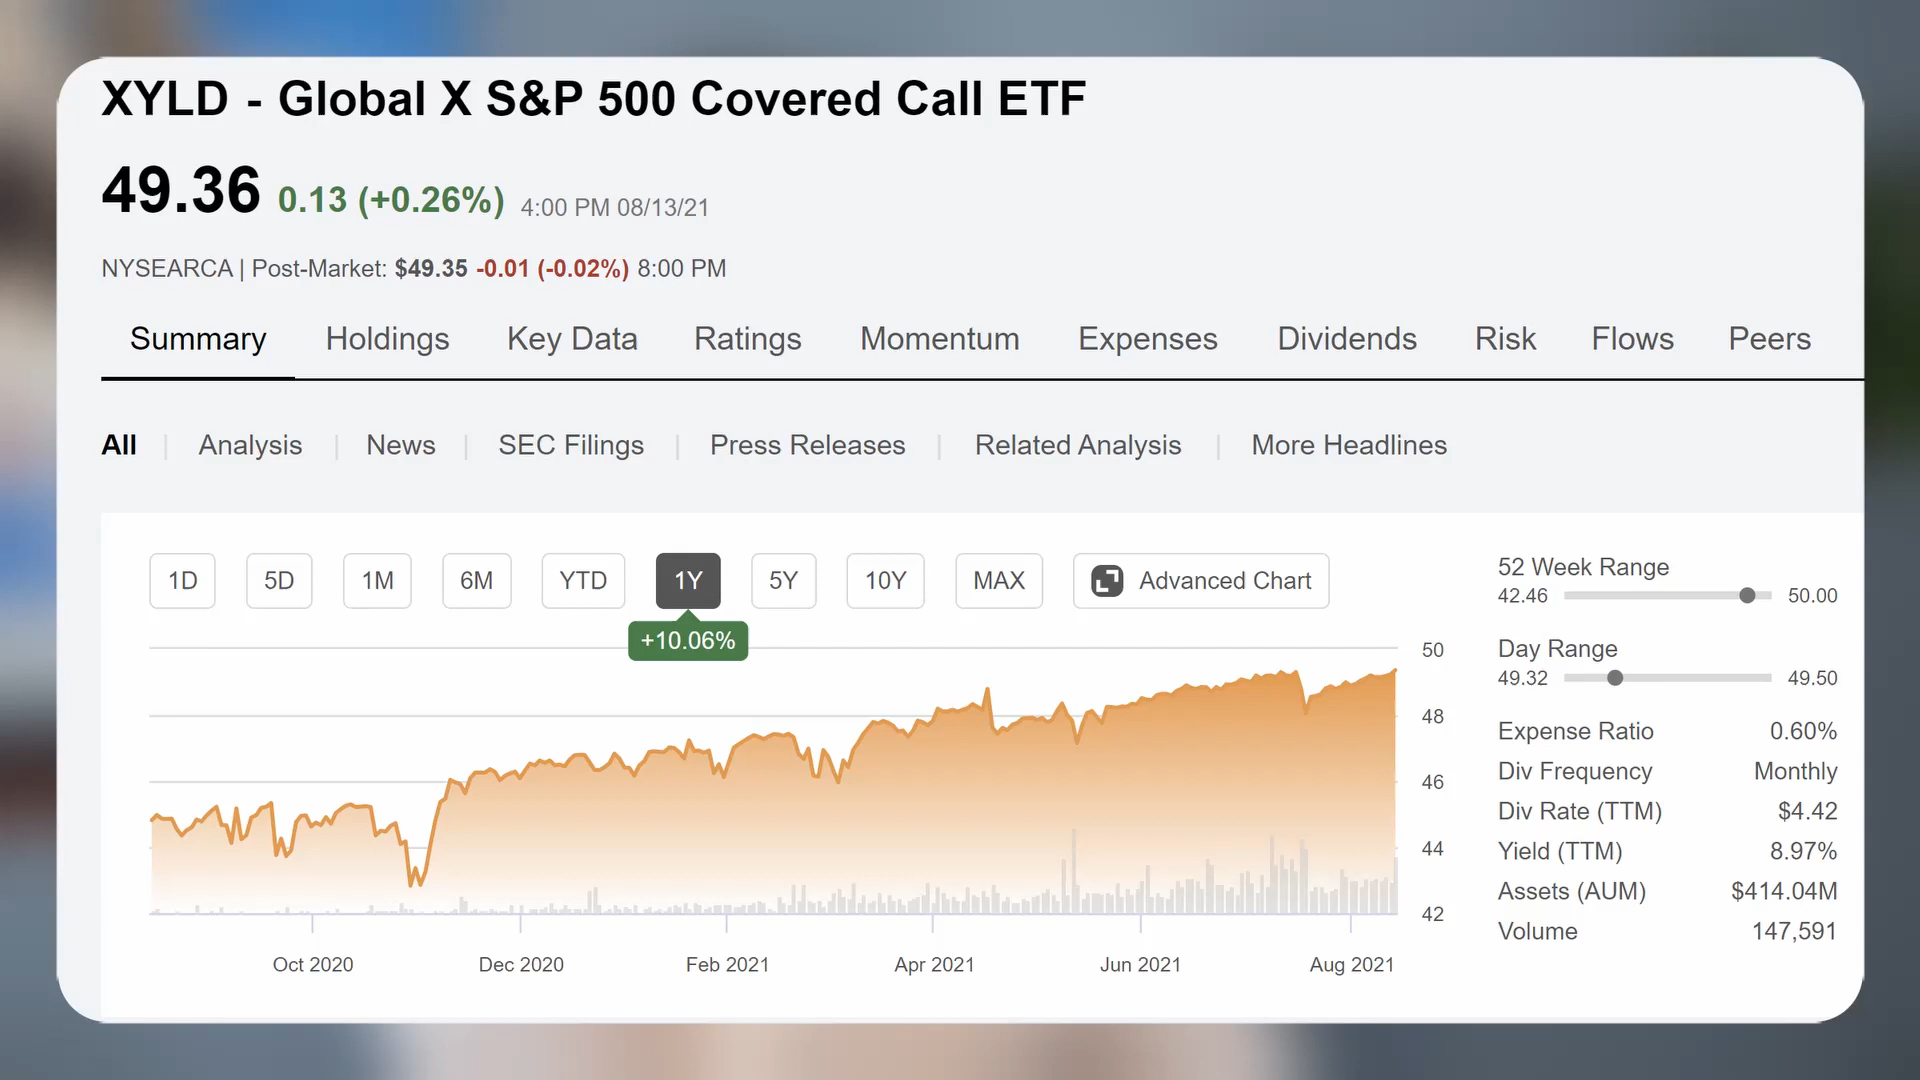 XYLD - Global X S&P 500 Covered Call ETF
49.36 0.13 (+0.26%) 4:00 PM 08/13/21
NYSEARCA | Post-Market: $49.35 -0.01 (-0.02%) 8:00 PM
Summary Holdings Key Data Ratings Momentum Expenses Dividends Risk Flows Peers
All | Analysis | News | SEC Filings | Press Releases | Related Analysis | More Headlines
1D 5D 1M 6M YTD 1Y 5Y 10Y MAX Advanced Chart
+10.06%
50
48
46
44
42
Oct 2020 Dec 2020 Feb 2021 Apr 2021 Jun 2021 Aug 2021
52 Week Range
42.46 50.00
Day Range
49.32 49.50
Expense Ratio 0.60%
Div Frequency Monthly
Div Rate (TTM) $4.42
Yield (TTM) 8.97%
Assets (AUM) $414.04M
Volume 147,591